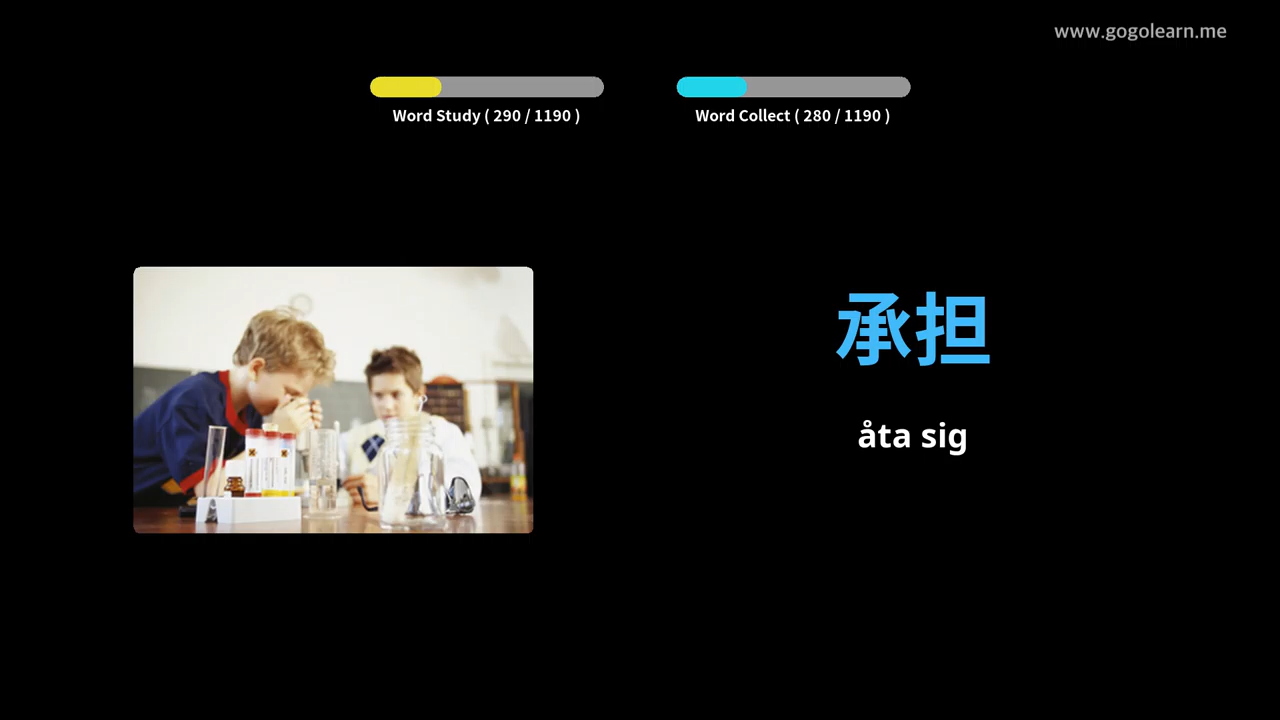 www.gogolearn.me
Word Study ( 290 / 1190 )
Word Collect ( 280 / 1190 )
承担
åta sig